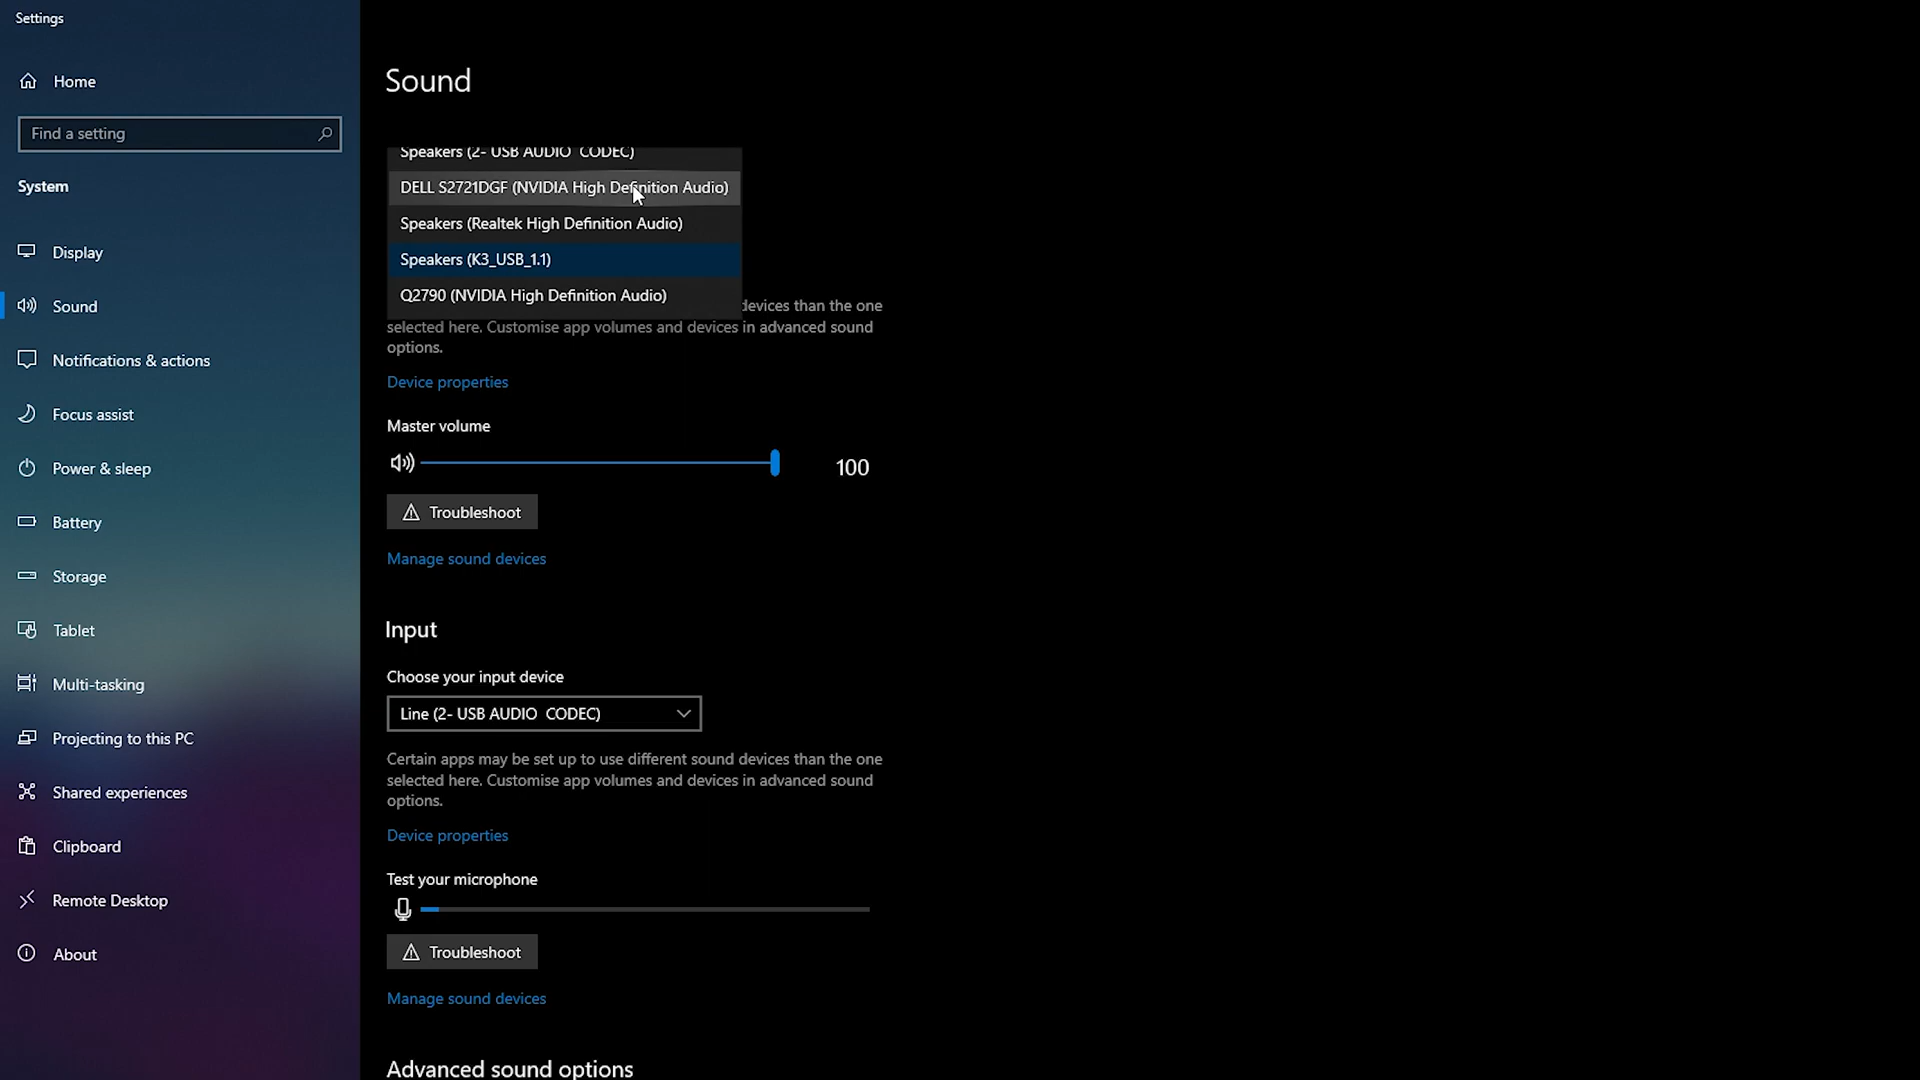 Settings
Home
Find a setting
System
Display
Sound
Notifications & actions
Focus assist
Power & sleep
Battery
Storage
Tablet
Multi-tasking
Projecting to this PC
Shared experiences
Clipboard
Remote Desktop
About
Sound
Speakers (2- USB AUDIO  CODEC)
DELL S2721DGF (NVIDIA High Definition Audio)
Speakers (Realtek High Definition Audio)
Speakers (K3_USB_1.1)
Q2790 (NVIDIA High Definition Audio)
devices than the one
selected here. Customise app volumes and devices in advanced sound
options.
Device properties
Master volume
100
Troubleshoot
Manage sound devices
Input
Choose your input device
Line (2- USB AUDIO  CODEC)
Certain apps may be set up to use different sound devices than the one
selected here. Customise app volumes and devices in advanced sound
options.
Device properties
Test your microphone
Troubleshoot
Manage sound devices
Advanced sound options